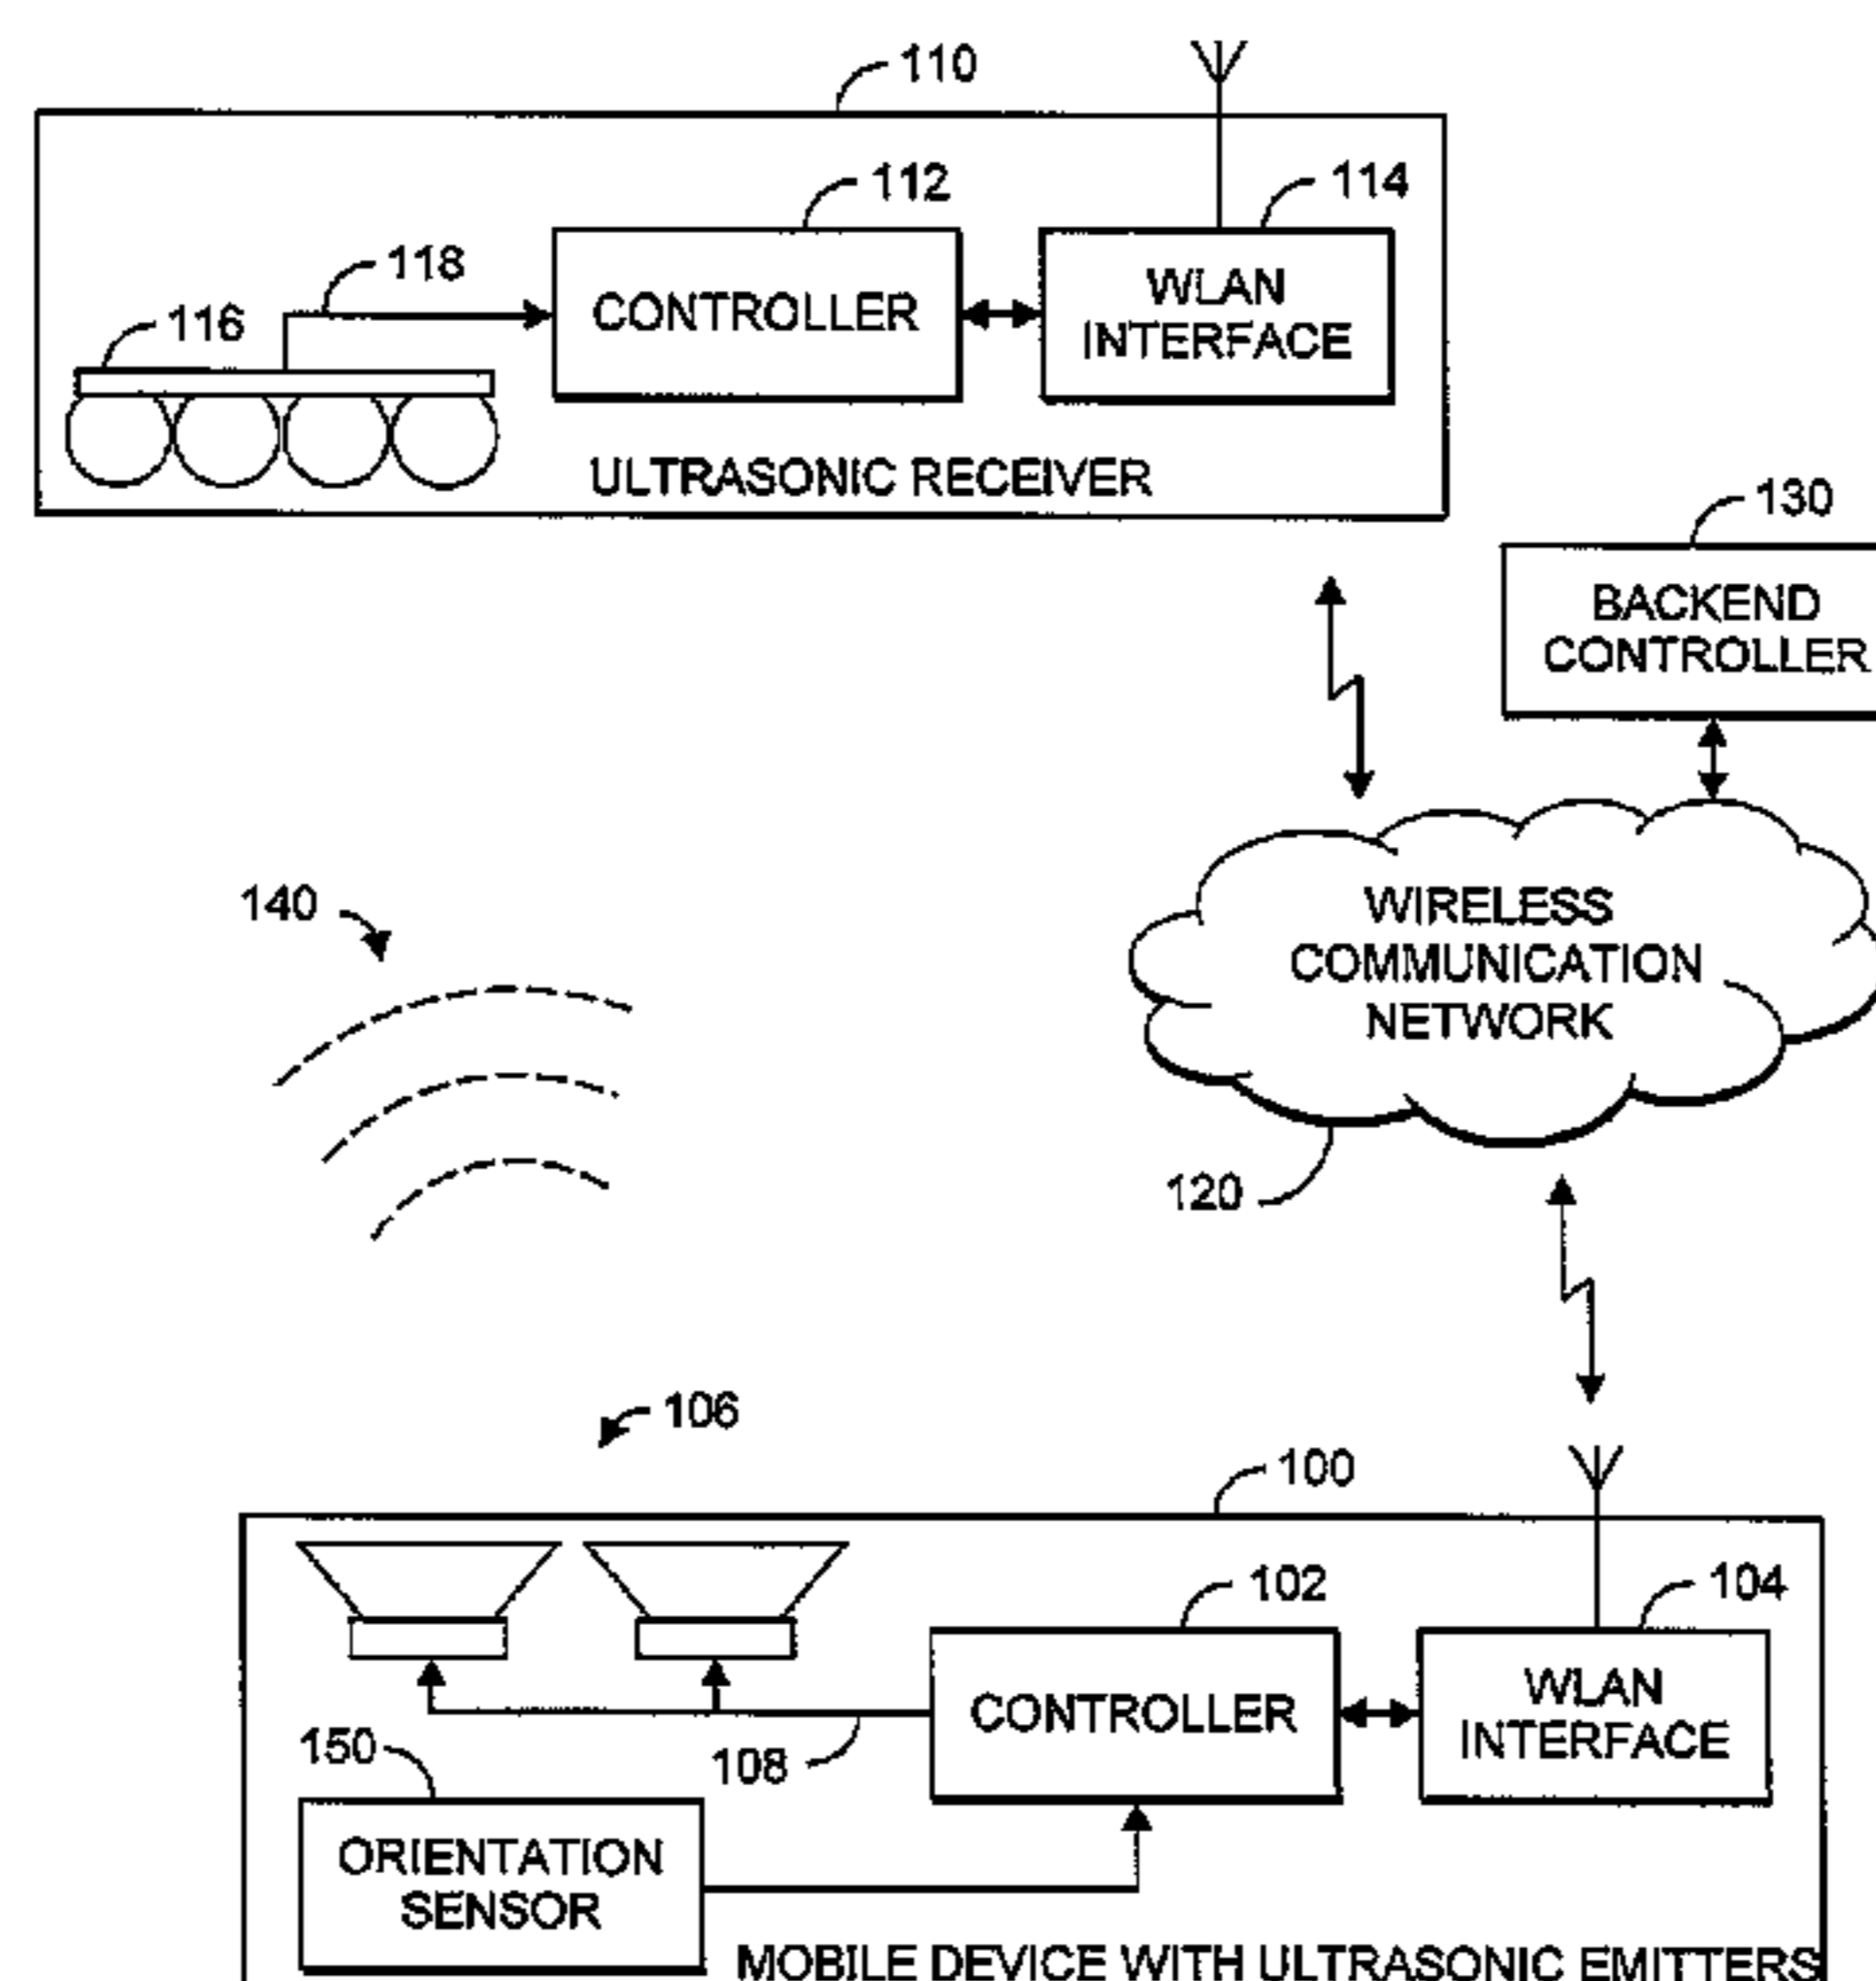 110
112
114
118
116
CONTROLLER
WLAN
INTERFACE
ULTRASONIC RECEIVER
130
BACKEND
CONTROLLER
140
WIRELESS
COMMUNICATION
NETWORK
120
106
100
102
104
CONTROLLER
WLAN
INTERFACE
150
108
ORIENTATION
SENSOR
MOBILE DEVICE WITH ULTRASONIC EMITTERS